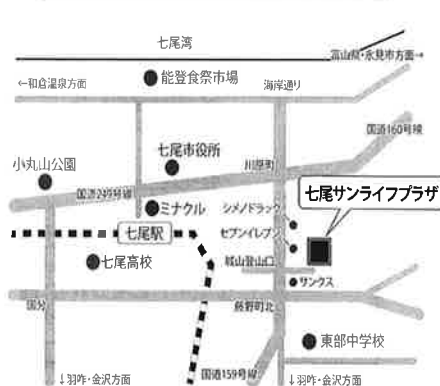 七尾湾
富山県・氷見市方面→
←和倉温泉方面
能登食祭市場
海岸通り
国道160号線
七尾市役所
川原町
小丸山公園
国道249号線
七尾サンライフプラザ
ミナクル
シメノドラッグ
七尾駅
セブンイレブン
七尾高校
城山登山口
サンクス
国分
藤野町北
東部中学校
↓羽咋・金沢方面
国道159号線
↓羽咋・金沢方面